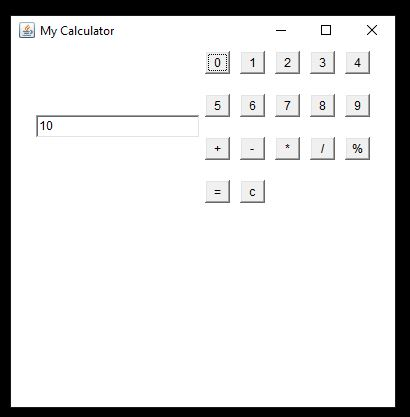 My Calculator
0 1 2 3 4
5 6 7 8 9
10
+ - * / %
= c